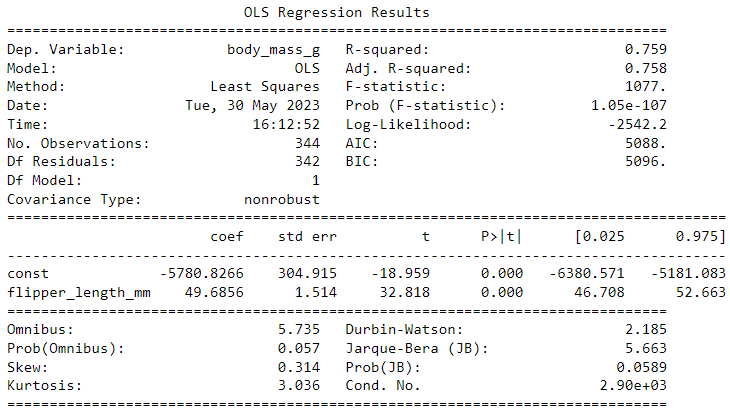 OLS Regression Results
==============================================================================
Dep. Variable:            body_mass_g   R-squared:                       0.759
Model:                            OLS   Adj. R-squared:                  0.758
Method:                 Least Squares   F-statistic:                     1077.
Date:                Tue, 30 May 2023   Prob (F-statistic):          1.05e-107
Time:                        16:12:52   Log-Likelihood:                -2542.2
No. Observations:                 344   AIC:                             5088.
Df Residuals:                     342   BIC:                             5096.
Df Model:                           1
Covariance Type:            nonrobust
=====================================================================================
                        coef    std err          t      P>|t|      [0.025      0.975]
-------------------------------------------------------------------------------------
const             -5780.8266    304.915    -18.959      0.000   -6380.571   -5181.083
flipper_length_mm    49.6856      1.514     32.818      0.000      46.708      52.663
==============================================================================
Omnibus:                        5.735   Durbin-Watson:                   2.185
Prob(Omnibus):                  0.057   Jarque-Bera (JB):                5.663
Skew:                           0.314   Prob(JB):                       0.0589
Kurtosis:                       3.036   Cond. No.                     2.90e+03
==============================================================================